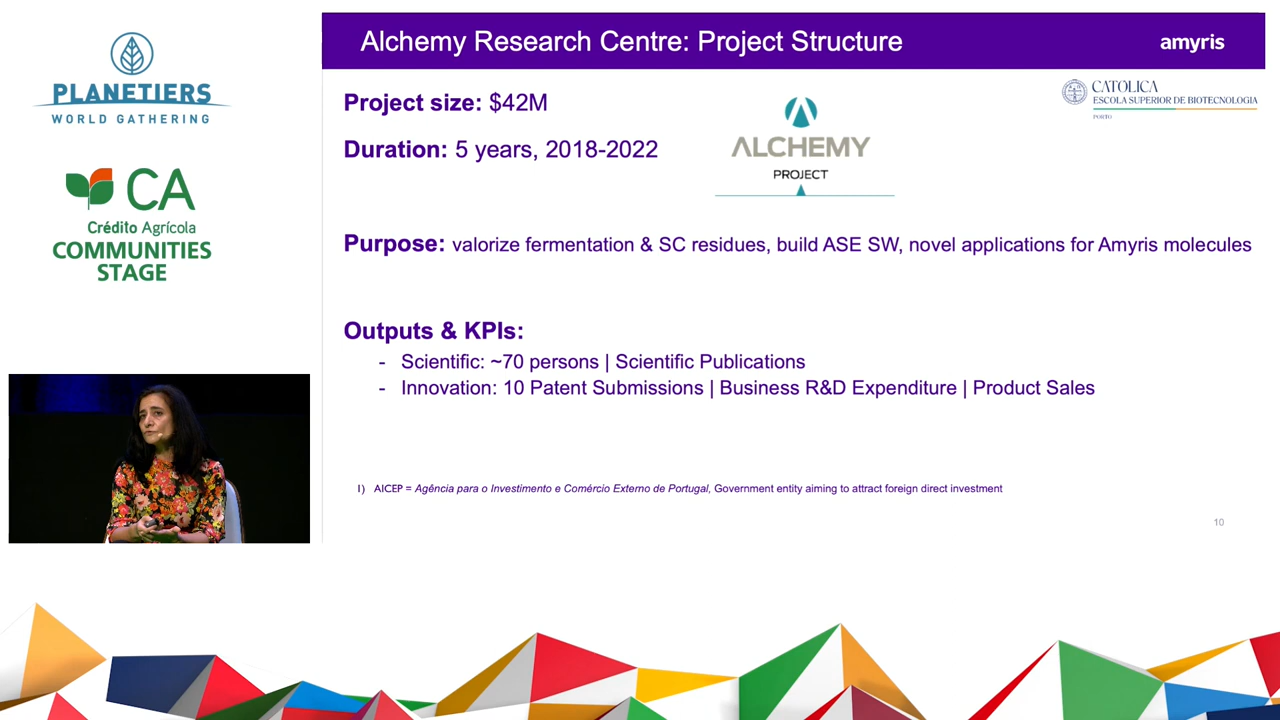 PLANETIERS
WORLD GATHERING
CA
Crédito Agrícola
COMMUNITIES
STAGE
Alchemy Research Centre: Project Structure
amyris
CATÓLICA
ESCOLA SUPERIOR DE BIOTECNOLOGIA
PORTO
Project size: $42M
Duration: 5 years, 2018-2022
ALCHEMY
PROJECT
Purpose: valorize fermentation & SC residues, build ASE SW, novel applications for Amyris molecules
Outputs & KPIs:
- Scientific: ~70 persons | Scientific Publications
- Innovation: 10 Patent Submissions | Business R&D Expenditure | Product Sales
1) AICEP = Agência para o Investimento e Comércio Externo de Portugal, Government entity aiming to attract foreign direct investment
10